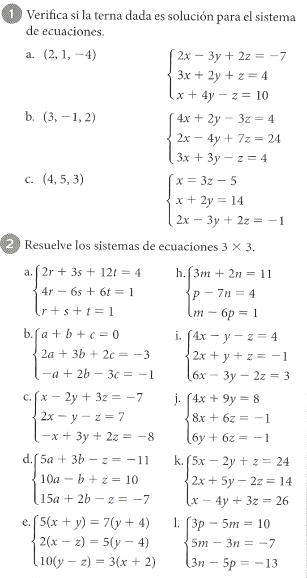 1 Verifica si la terna dada es solución para el sistema
de ecuaciones.
a. (2, 1, −4)
2x − 3y + 2z = −7
3x + 2y + z = 4
x + 4y − z = 10
b. (3, −1, 2)
4x + 2y − 3z = 4
2x − 4y + 7z = 24
3x + 3y − z = 4
c. (4, 5, 3)
x = 3z − 5
x + 2y = 14
2x − 3y + 2z = −1
2 Resuelve los sistemas de ecuaciones 3 × 3.
a. 2r + 3s + 12t = 4
4r − 6s + 6t = 1
r + s + t = 1
b. a + b + c = 0
2a + 3b + 2c = −3
−a + 2b − 3c = −1
c. x − 2y + 3z = −7
2x − y − z = 7
−x + 3y + 2z = −8
d. 5a + 3b − z = −11
10a − b + z = 10
15a + 2b − z = −7
e. 5(x + y) = 7(y + 4)
2(x − z) = 5(y − 4)
10(y − z) = 3(x + 2)
h. 3m + 2n = 11
p − 7n = 4
m − 6p = 1
i. 4x − y − z = 4
2x + y + z = −1
6x − 3y − 2z = 3
j. 4x + 9y = 8
8x + 6z = −1
6y + 6z = −1
k. 5x − 2y + z = 24
2x + 5y − 2z = 14
x − 4y + 3z = 26
l. 3p − 5m = 10
5m − 3n = −7
3n − 5p = −13